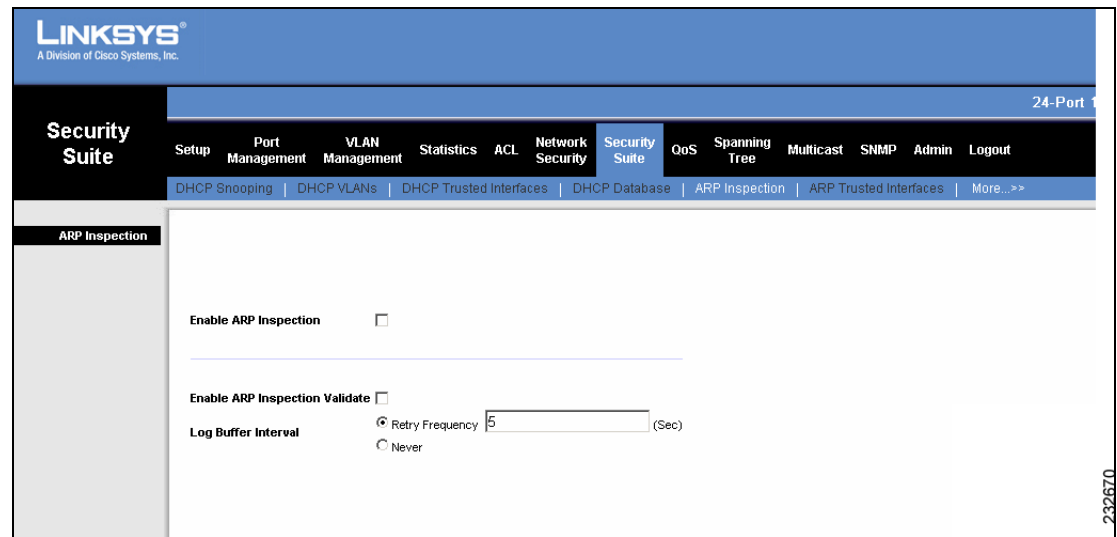 LINKSYS®
A Division of Cisco Systems, Inc.
24-Port 1
Security Suite
Setup Port Management VLAN Management Statistics ACL Network Security Security Suite QoS Spanning Tree Multicast SNMP Admin Logout
DHCP Snooping | DHCP VLANs | DHCP Trusted Interfaces | DHCP Database | ARP Inspection | ARP Trusted Interfaces | More...>>
ARP Inspection
Enable ARP Inspection
Enable ARP Inspection Validate
Log Buffer Interval Retry Frequency 5 (Sec)
Never
232670